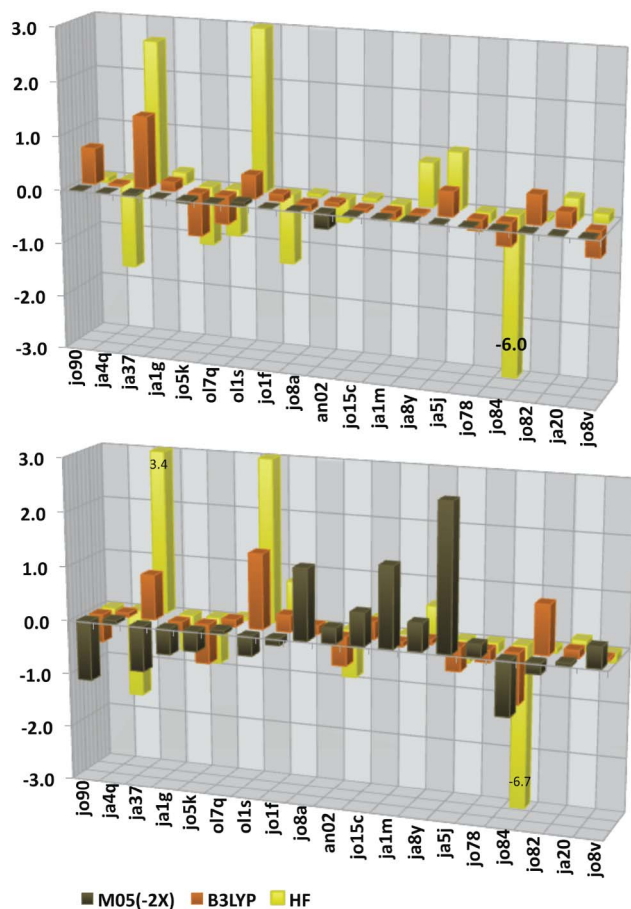 3.0
2.0
1.0
0.0
-1.0
-2.0
-3.0
-6.0
jo90
ja4q
ja37
ja1g
jo5k
ol7q
ol1s
jo1f
jo8a
an02
jo15c
ja1m
ja8y
ja5j
jo78
jo84
jo82
ja20
jo8v
3.0
2.0
1.0
0.0
-1.0
-2.0
-3.0
3.4
-6.7
jo90
ja4q
ja37
ja1g
jo5k
ol7q
ol1s
jo1f
jo8a
an02
jo15c
ja1m
ja8y
ja5j
jo78
jo84
jo82
ja20
jo8v
M05(-2X) B3LYP HF